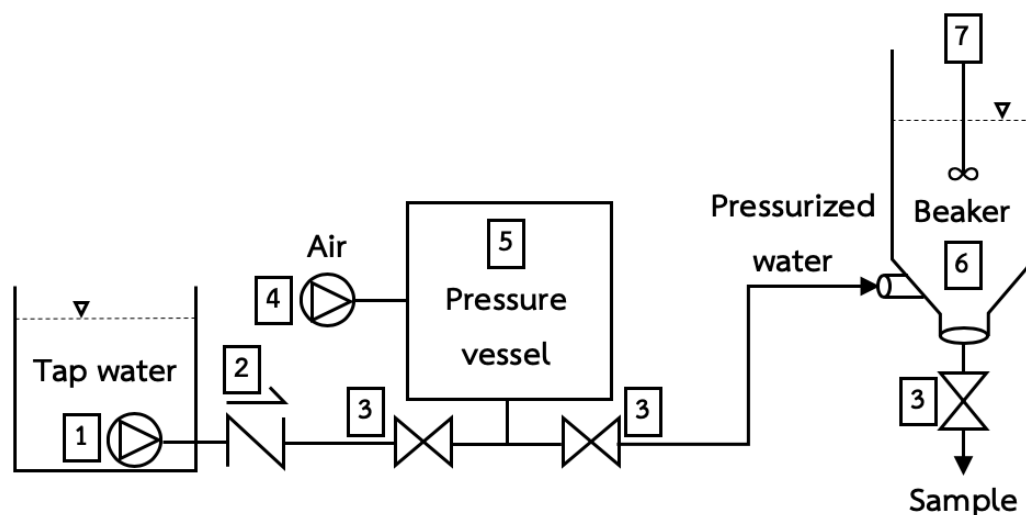 7
Pressurized
water
Beaker
6
Air
5
4
Pressure
vessel
Tap water
2
1
3
3
3
Sample